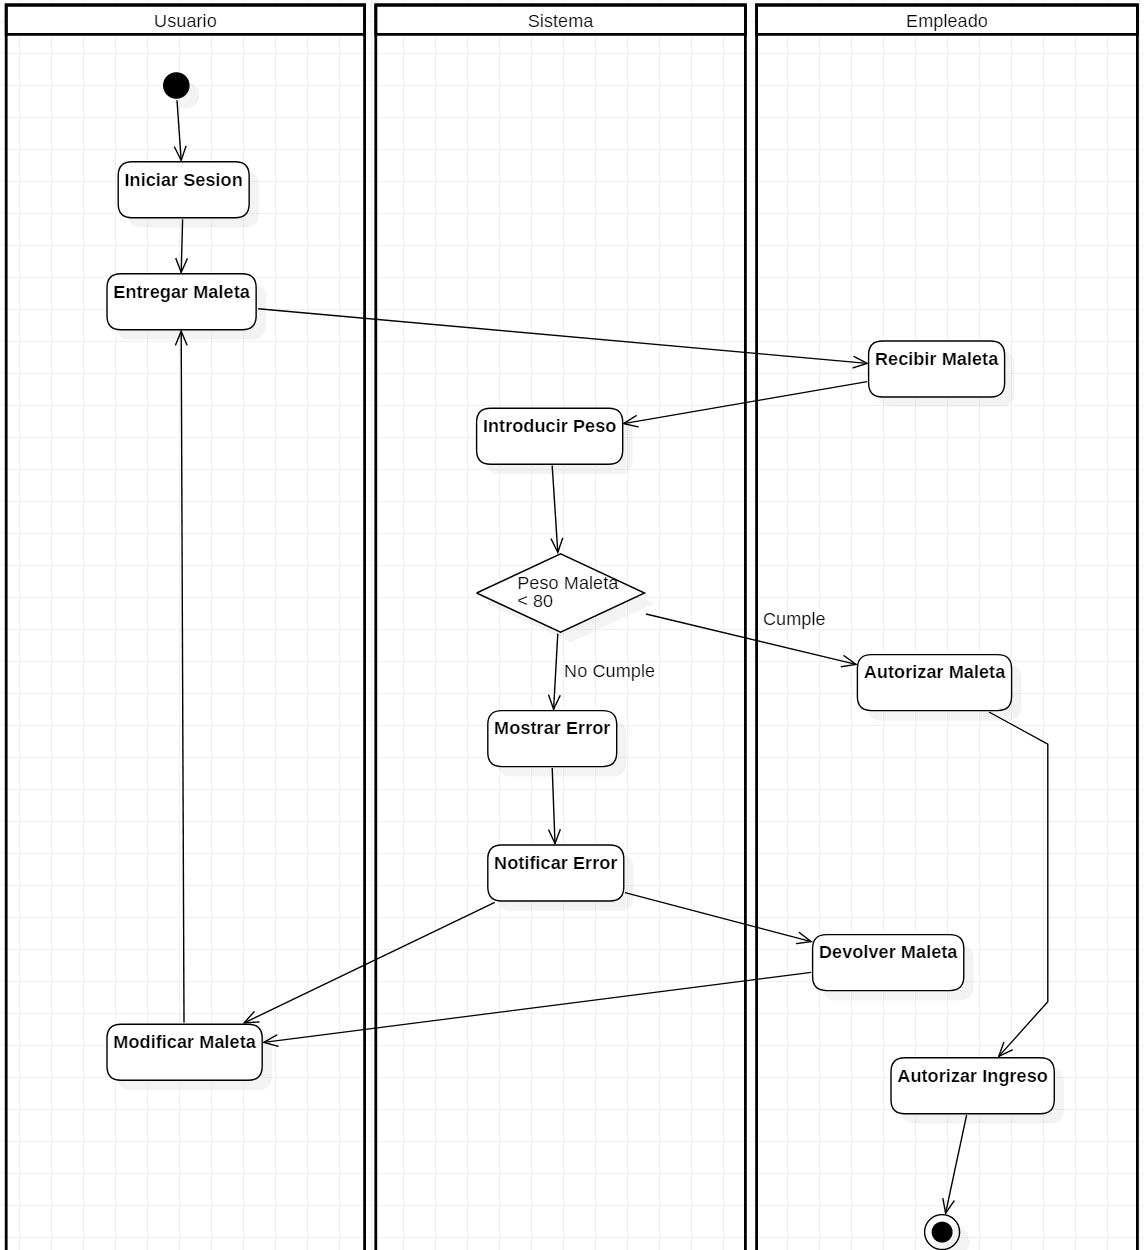 Usuario
Sistema
Empleado
Iniciar Sesion
Entregar Maleta
Recibir Maleta
Introducir Peso
Peso Maleta
< 80
Cumple
No Cumple
Autorizar Maleta
Mostrar Error
Notificar Error
Devolver Maleta
Modificar Maleta
Autorizar Ingreso